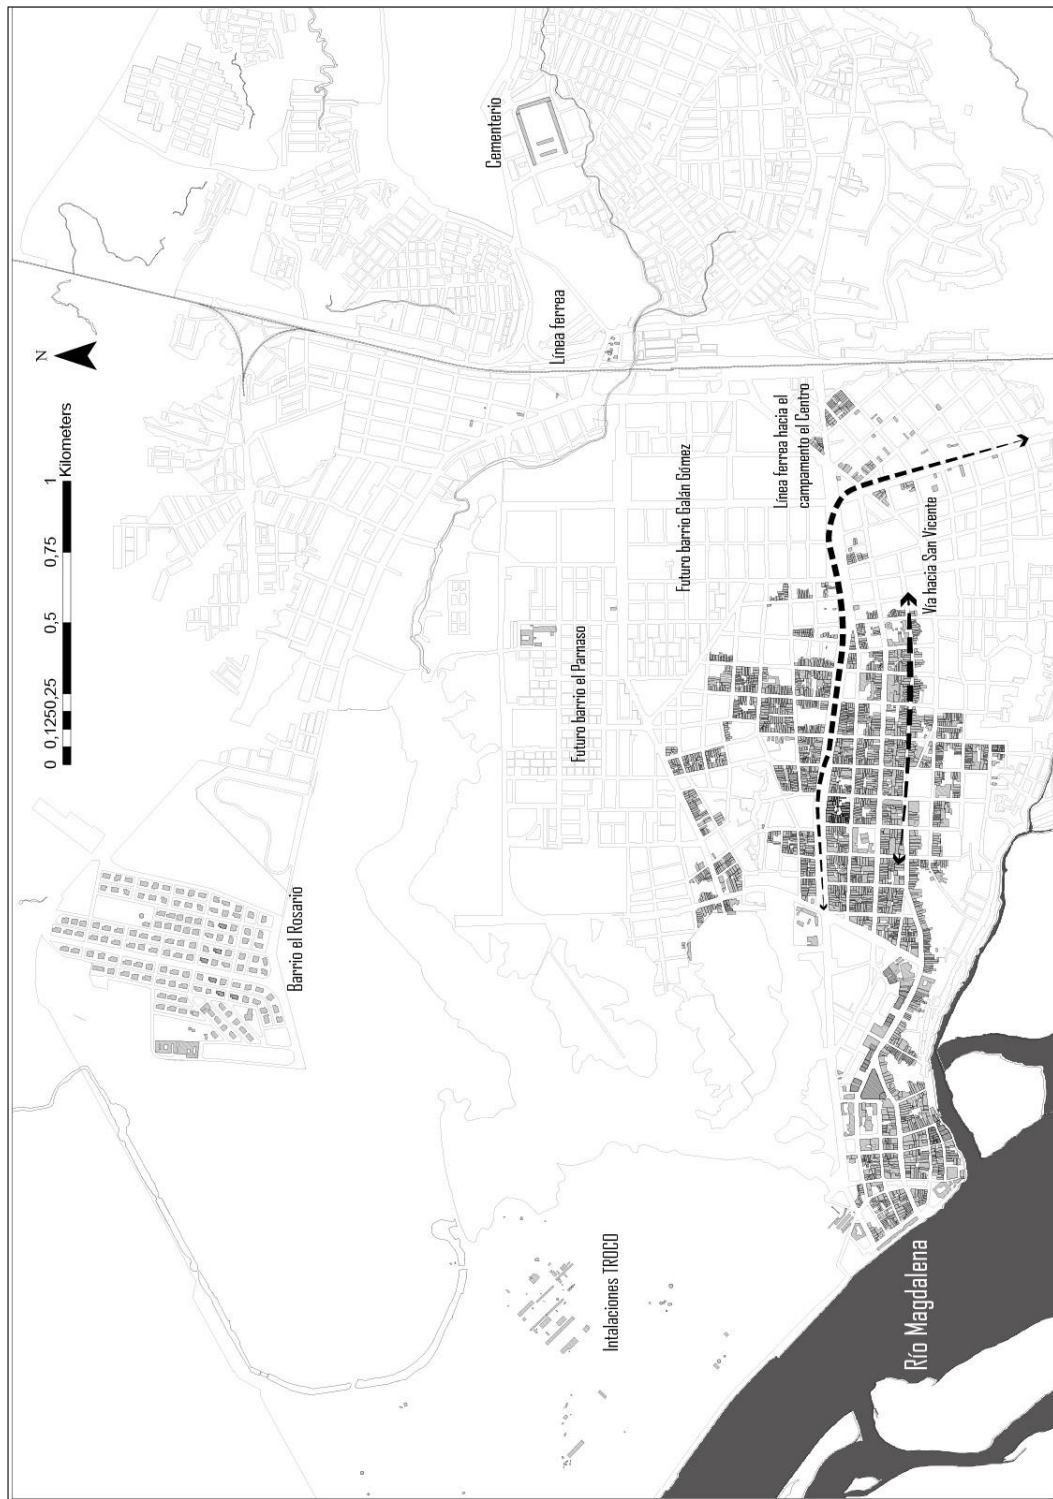 N
0 0,1250,25 0,5 0,75 1
Kilometers
Cementerio
Línea ferrea
Línea ferrea hacia el
campamento el Centro
Futuro barrio Galán Gómez
Vía hacia San Vicente
Futuro barrio el Parnaso
Barrio el Rosario
Intalaciones TROCO
Río Magdalena